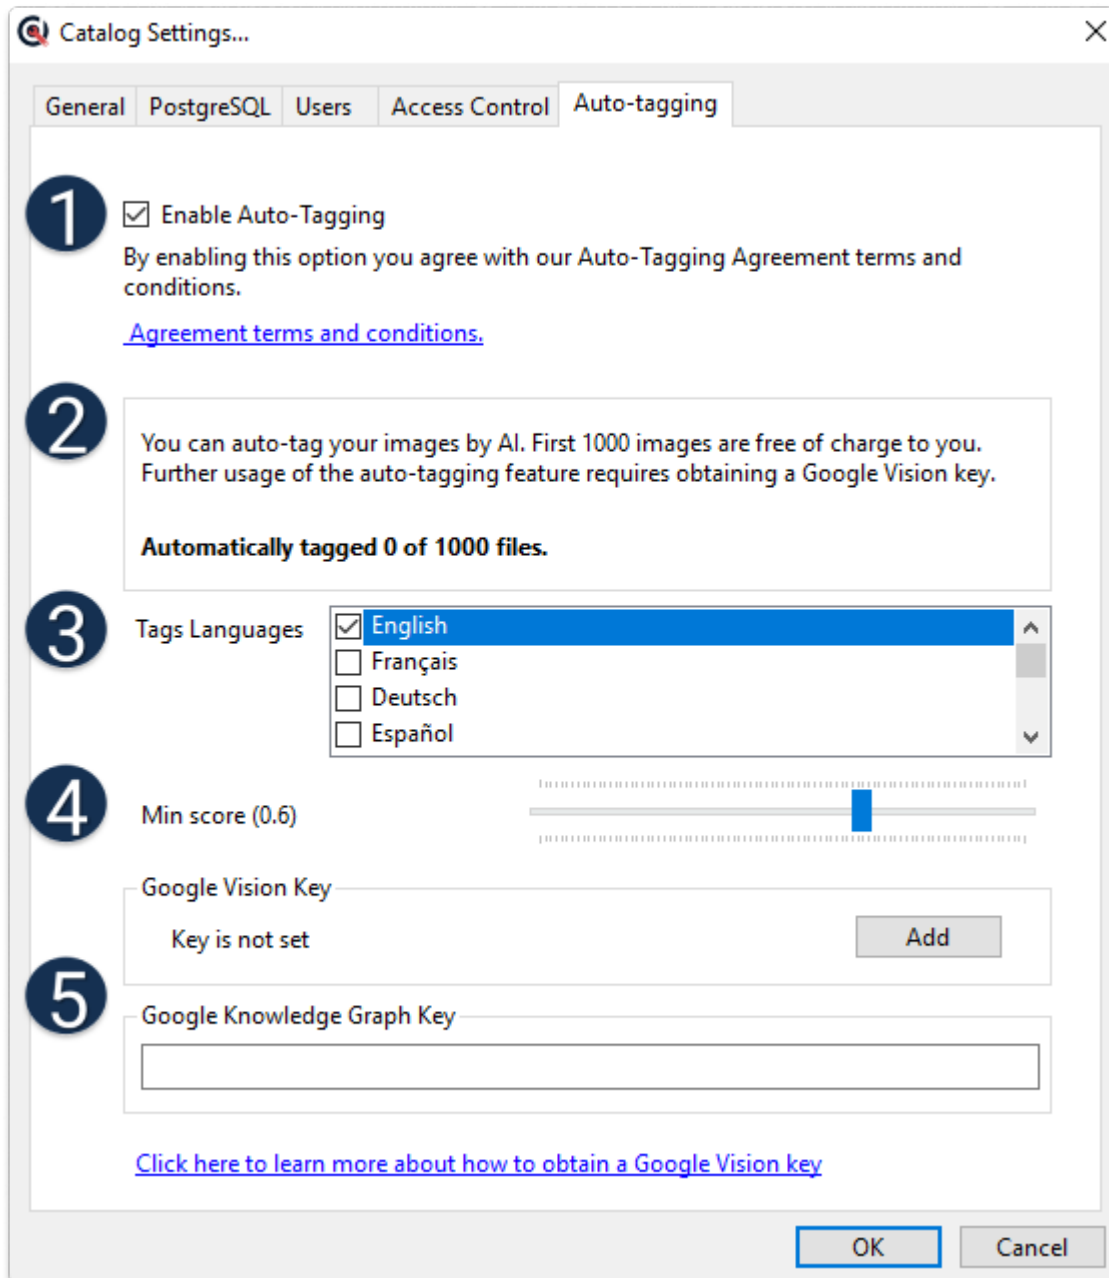 Catalog Settings...
General PostgreSQL Users Access Control Auto-tagging
1
Enable Auto-Tagging
By enabling this option you agree with our Auto-Tagging Agreement terms and
conditions.
Agreement terms and conditions.
2
You can auto-tag your images by AI. First 1000 images are free of charge to you.
Further usage of the auto-tagging feature requires obtaining a Google Vision key.
Automatically tagged 0 of 1000 files.
3
Tags Languages
English
Français
Deutsch
Español
4
Min score (0.6)
Google Vision Key
Key is not set
Add
5
Google Knowledge Graph Key
Click here to learn more about how to obtain a Google Vision key
OK Cancel